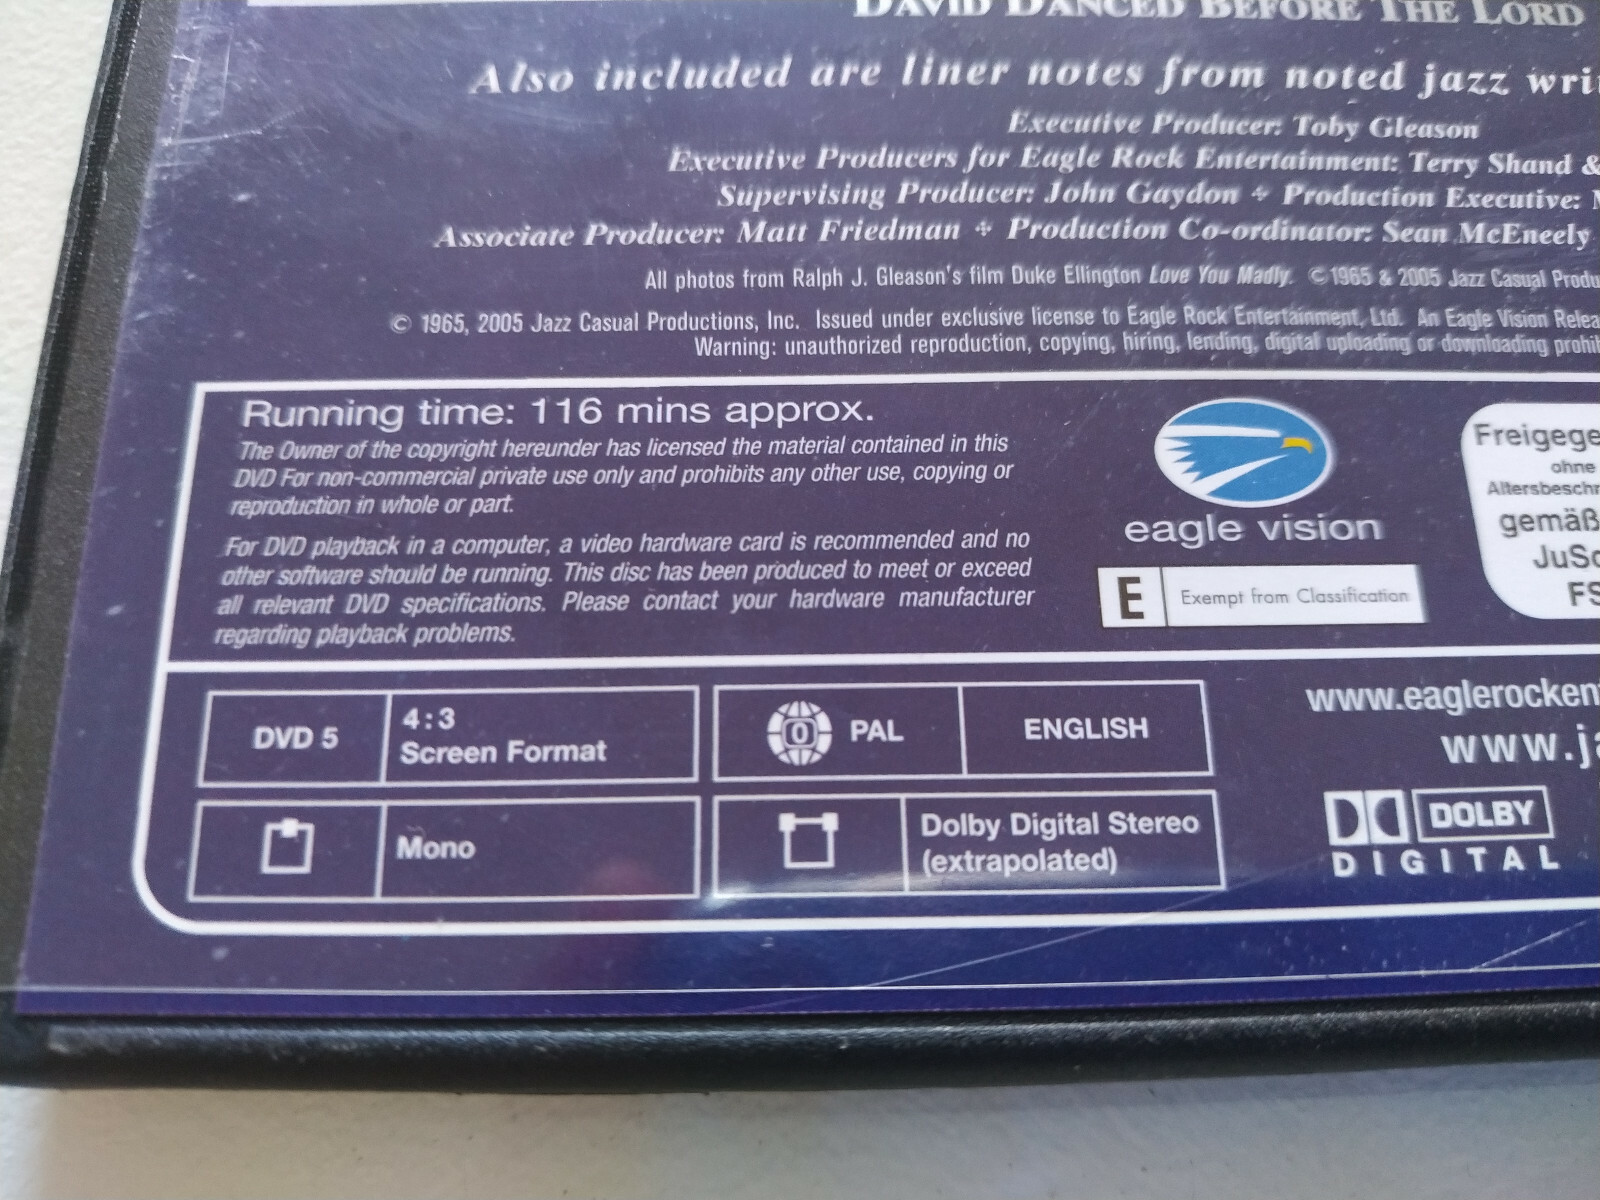 DAVID DANCED BEFORE THE LORD
Also included are liner notes from noted jazz
Executive Producer: Toby Gleason
Executive Producers for Eagle Rock Entertainment: Terry Shand &
Supervising Producer: John Gaydon ✤ Production Executive:
Associate Producer: Matt Friedman ✤ Production Co-ordinator: Sean McEneely
All photos from Ralph J. Gleason's film Duke Ellington Love You Madly. ©1965 & 2005 Jazz Casual
© 1965, 2005 Jazz Casual Productions, Inc. Issued under exclusive license to Eagle Rock Entertainment, Ltd. An Eagle Vision
Warning: unauthorized reproduction, copying, hiring, lending, digital uploading or downloading
Running time: 116 mins approx.
The Owner of the copyright hereunder has licensed the material contained in this
DVD For non-commercial private use only and prohibits any other use, copying or
reproduction in whole or part.
For DVD playback in a computer, a video hardware card is recommended and no
other software should be running. This disc has been produced to meet or exceed
all relevant DVD specifications. Please contact your hardware manufacturer
regarding playback problems.
eagle vision
E Exempt from Classification
Freigege
ohne
Altersbeschr
gemäß
JuSc
FS
DVD 5
4:3
Screen Format
0 PAL
ENGLISH
Mono
Dolby Digital Stereo
(extrapolated)
www.eaglerocken
www.ja
DOLBY
DIGITAL